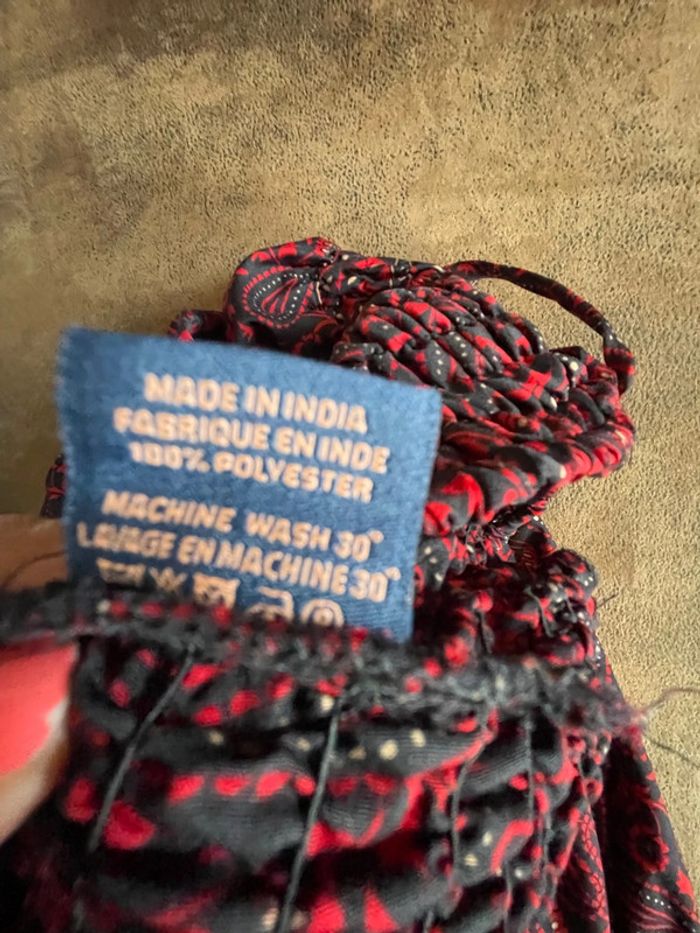 MADE IN INDIA
FABRIQUE EN INDE
100% POLYESTER
MACHINE WASH 30°
LAVAGE EN MACHINE 30°